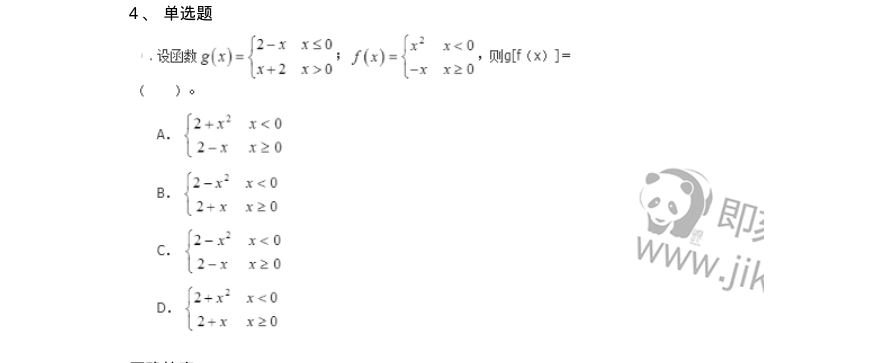 4、 单选题
. 设函数 g(x)={2-x x≤0 x+2 x>0 ; f(x)={x² x<0 -x x≥0 ，则g[f（x）]=
（ ）。
A. {2+x² x<0 2-x x≥0
B. {2-x² x<0 2+x x≥0
C. {2-x² x<0 2-x x≥0
D. {2+x² x<0 2+x x≥0
即
www.jik